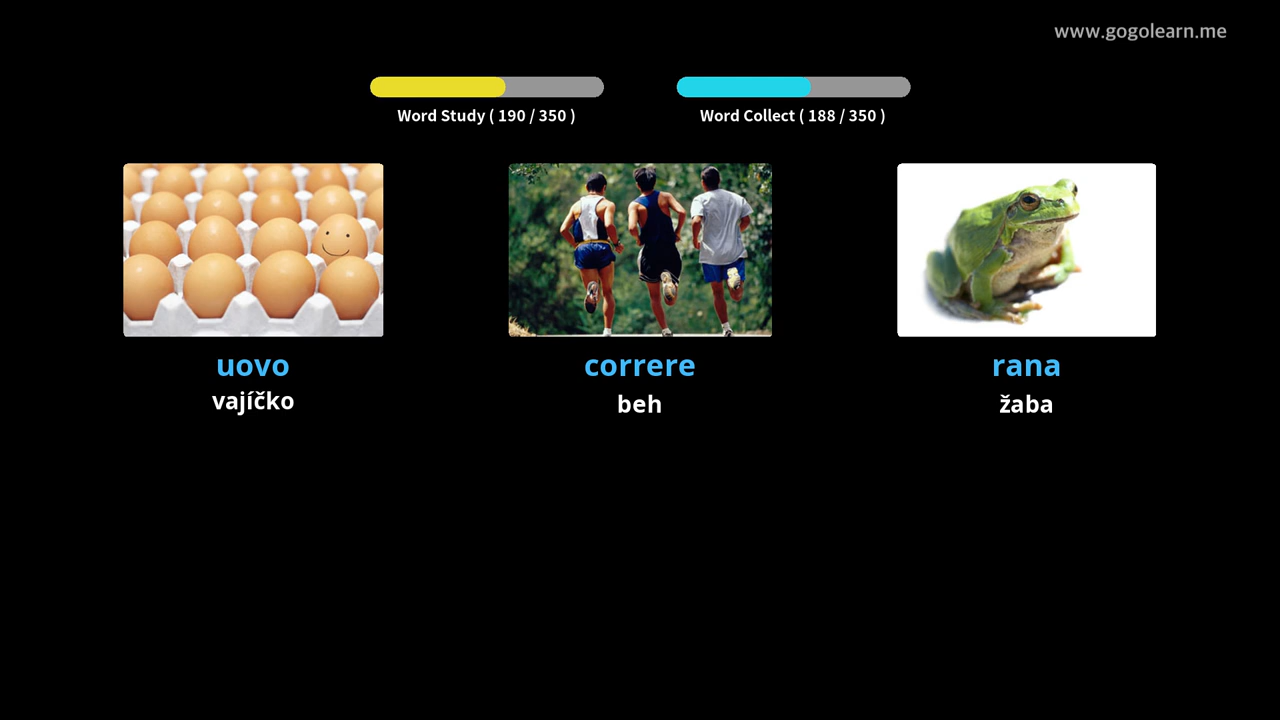 www.gogolearn.me
Word Study ( 190 / 350 )
Word Collect ( 188 / 350 )
uovo
vajíčko
correre
beh
rana
žaba